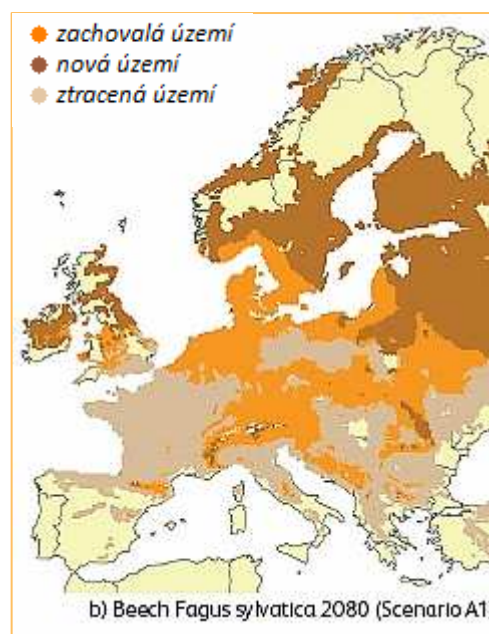 zachovalá území
nová území
ztracená území
b) Beech Fagus sylvatica 2080 (Scenario A1